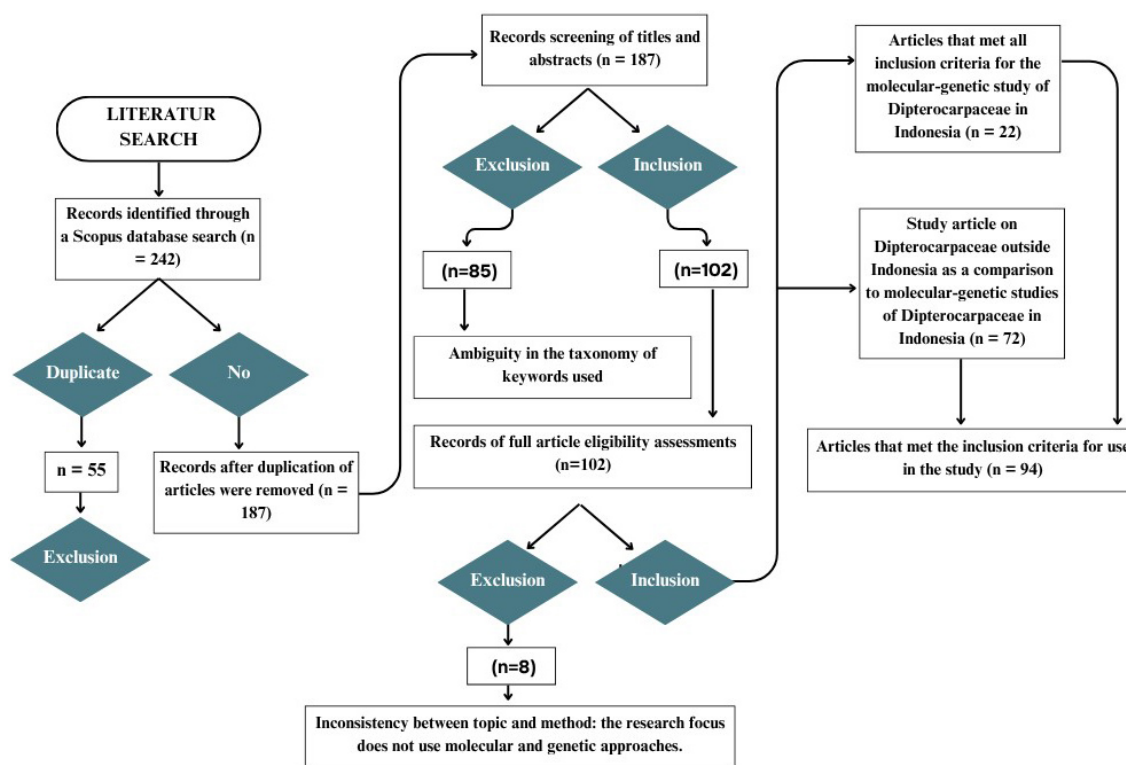 LITERATUR
SEARCH
Records identified through
a Scopus database search (n
= 242)
Duplicate
No
n = 55
Records after duplication of
articles were removed (n =
187)
Exclusion
Records screening of titles and
abstracts (n = 187)
Exclusion
Inclusion
(n=85)
(n=102)
Ambiguity in the taxonomy of
keywords used
Records of full article eligibility assessments
(n=102)
Exclusion
Inclusion
(n=8)
Inconsistency between topic and method: the research focus
does not use molecular and genetic approaches.
Articles that met all
inclusion criteria for the
molecular-genetic study of
Dipterocarpaceae in
Indonesia (n = 22)
Study article on
Dipterocarpaceae outside
Indonesia as a comparison
to molecular-genetic studies
of Dipterocarpaceae in
Indonesia (n = 72)
Articles that met the inclusion criteria for use
in the study (n = 94)